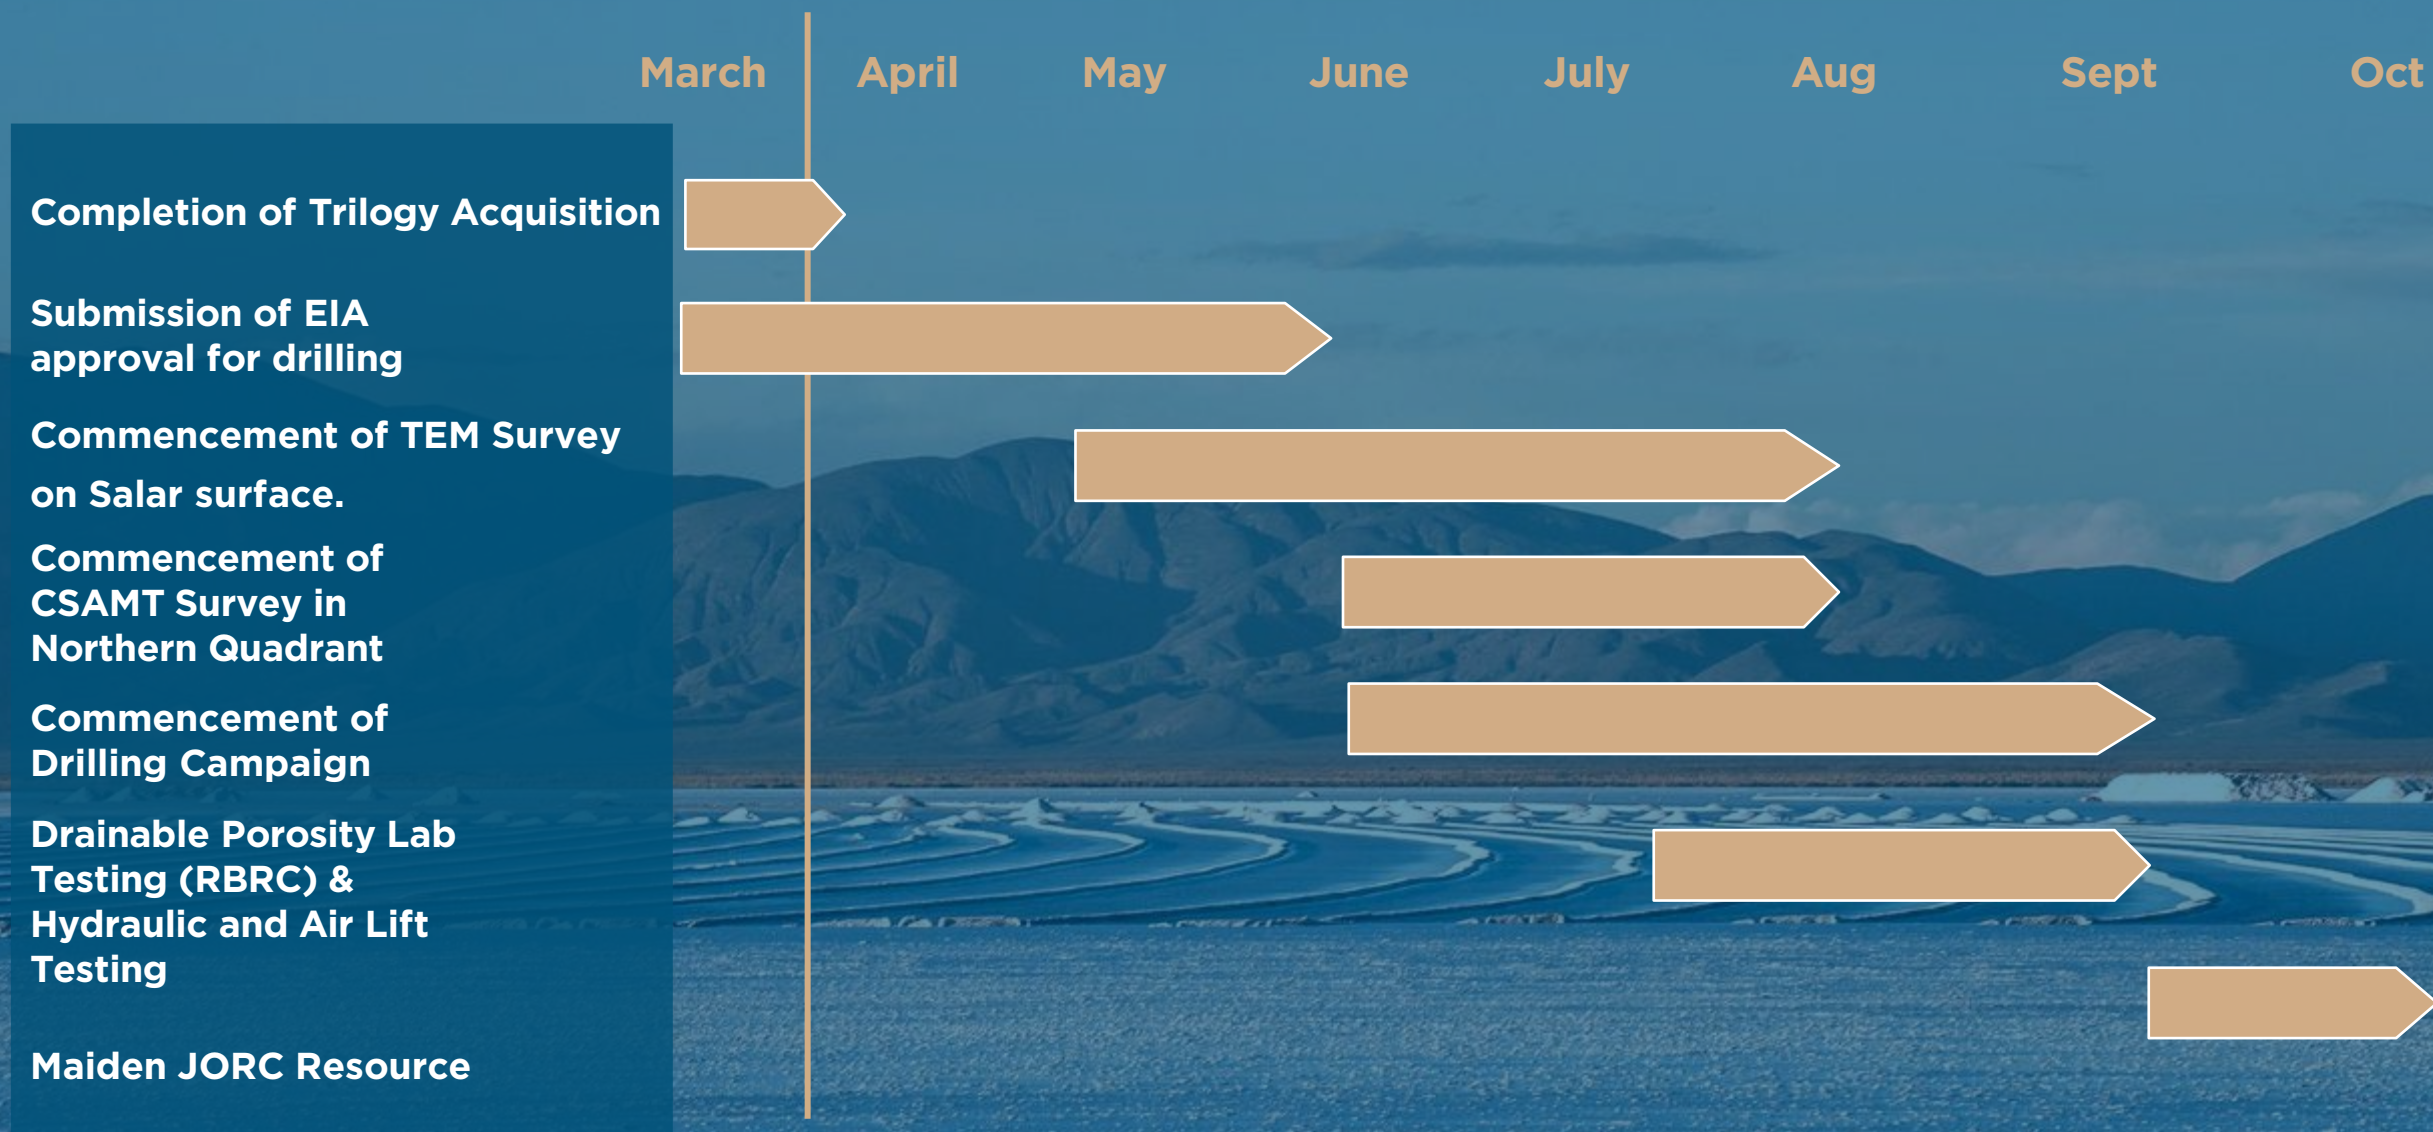 March April May June July Aug Sept Oct
Completion of Trilogy Acquisition
Submission of EIA
approval for drilling
Commencement of TEM Survey
on Salar surface.
Commencement of
CSAMT Survey in
Northern Quadrant
Commencement of
Drilling Campaign
Drainable Porosity Lab
Testing (RBRC) &
Hydraulic and Air Lift
Testing
Maiden JORC Resource